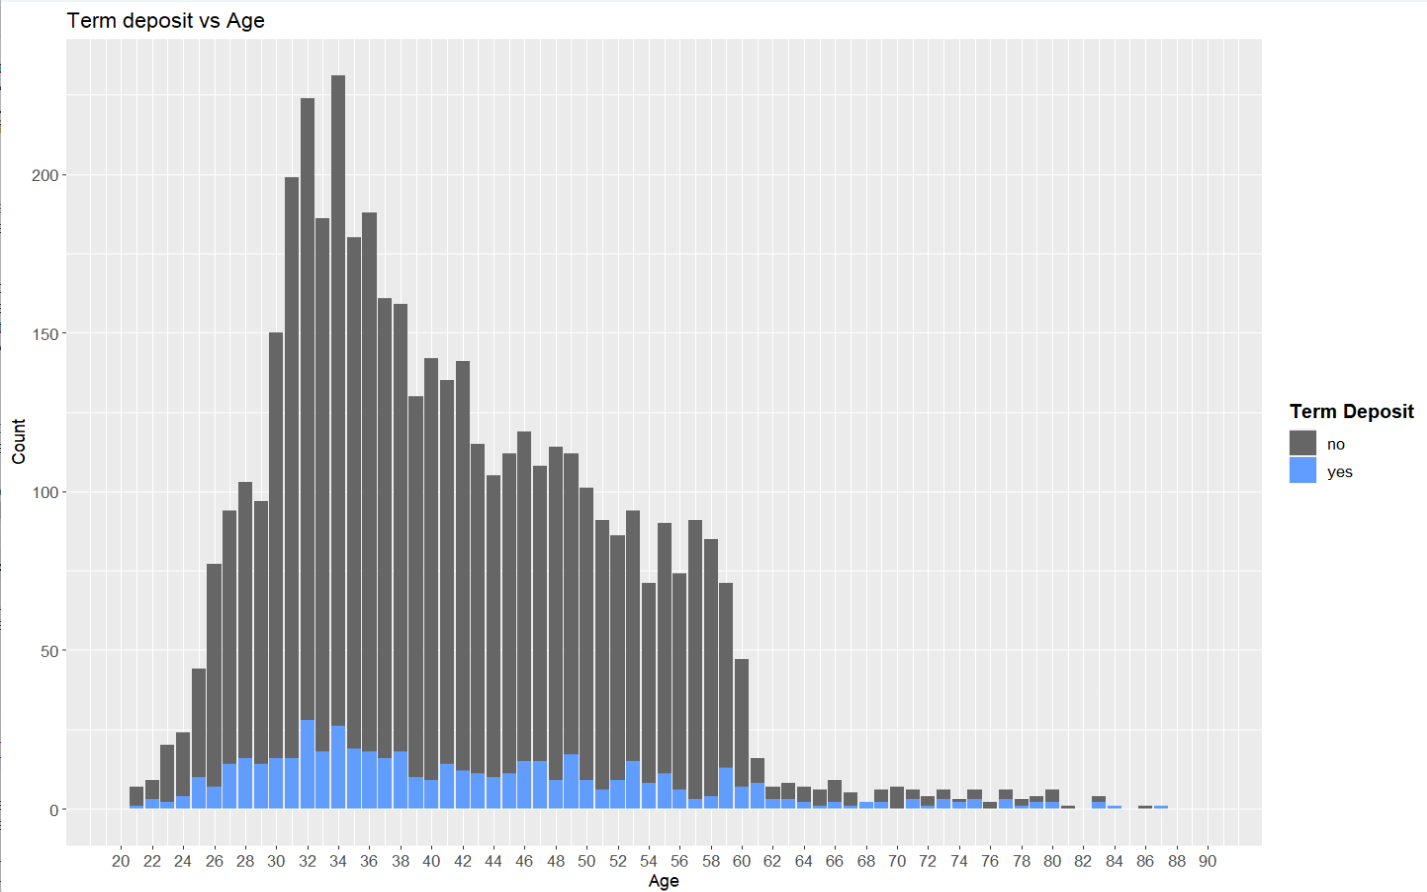 Term deposit vs Age
200
150
100
50
0
Count
20 22 24 26 28 30 32 34 36 38 40 42 44 46 48 50 52 54 56 58 60 62 64 66 68 70 72 74 76 78 80 82 84 86 88 90
Age
Term Deposit
no
yes